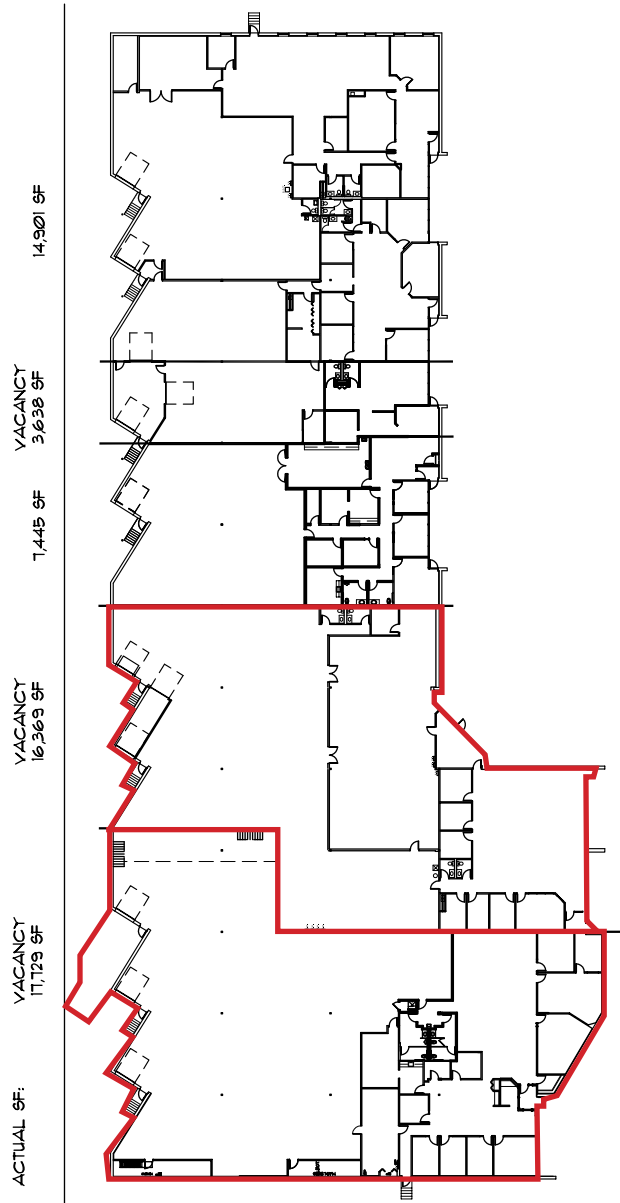 14,901 SF
VACANCY
3,638 SF
7,445 SF
VACANCY
16,369 SF
VACANCY
17,729 SF
ACTUAL SF: